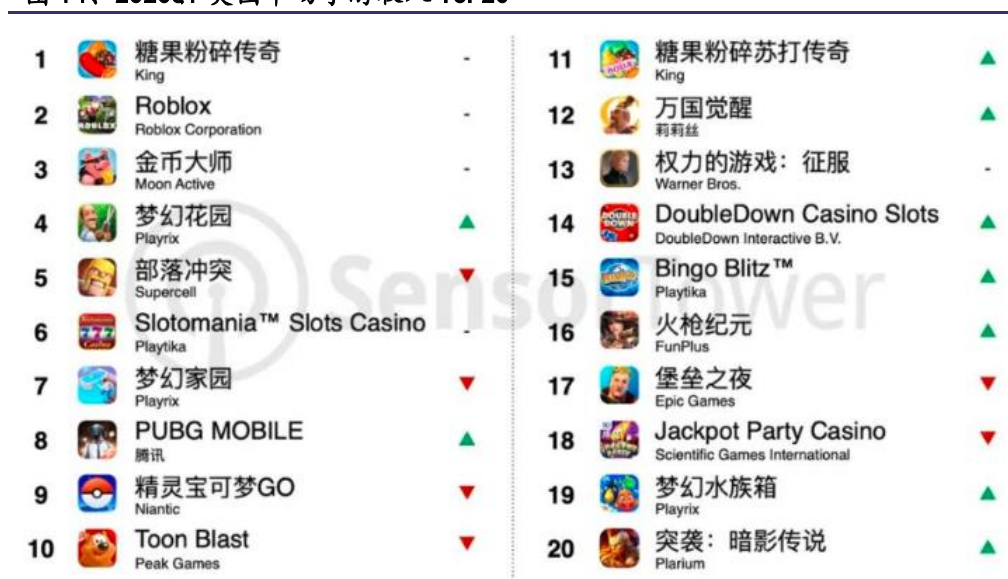 1
糖果粉碎传奇
King
-
2
Roblox
Roblox Corporation
-
3
金币大师
Moon Active
-
4
梦幻花园
Playrix
▲
5
部落冲突
Supercell
▼
6
Slotomania™ Slots Casino
Playtika
-
7
梦幻家园
Playrix
▼
8
PUBG MOBILE
腾讯
▲
9
精灵宝可梦GO
Niantic
▼
10
Toon Blast
Peak Games
▼
11
糖果粉碎苏打传奇
King
▲
12
万国觉醒
莉莉丝
▲
13
权力的游戏：征服
Warner Bros.
-
14
DoubleDown Casino Slots
DoubleDown Interactive B.V.
▲
15
Bingo Blitz™
Playtika
▲
16
火枪纪元
FunPlus
▲
17
堡垒之夜
Epic Games
▼
18
Jackpot Party Casino
Scientific Games International
▼
19
梦幻水族箱
Playrix
▲
20
突袭：暗影传说
Plarium
▲
SensorTower